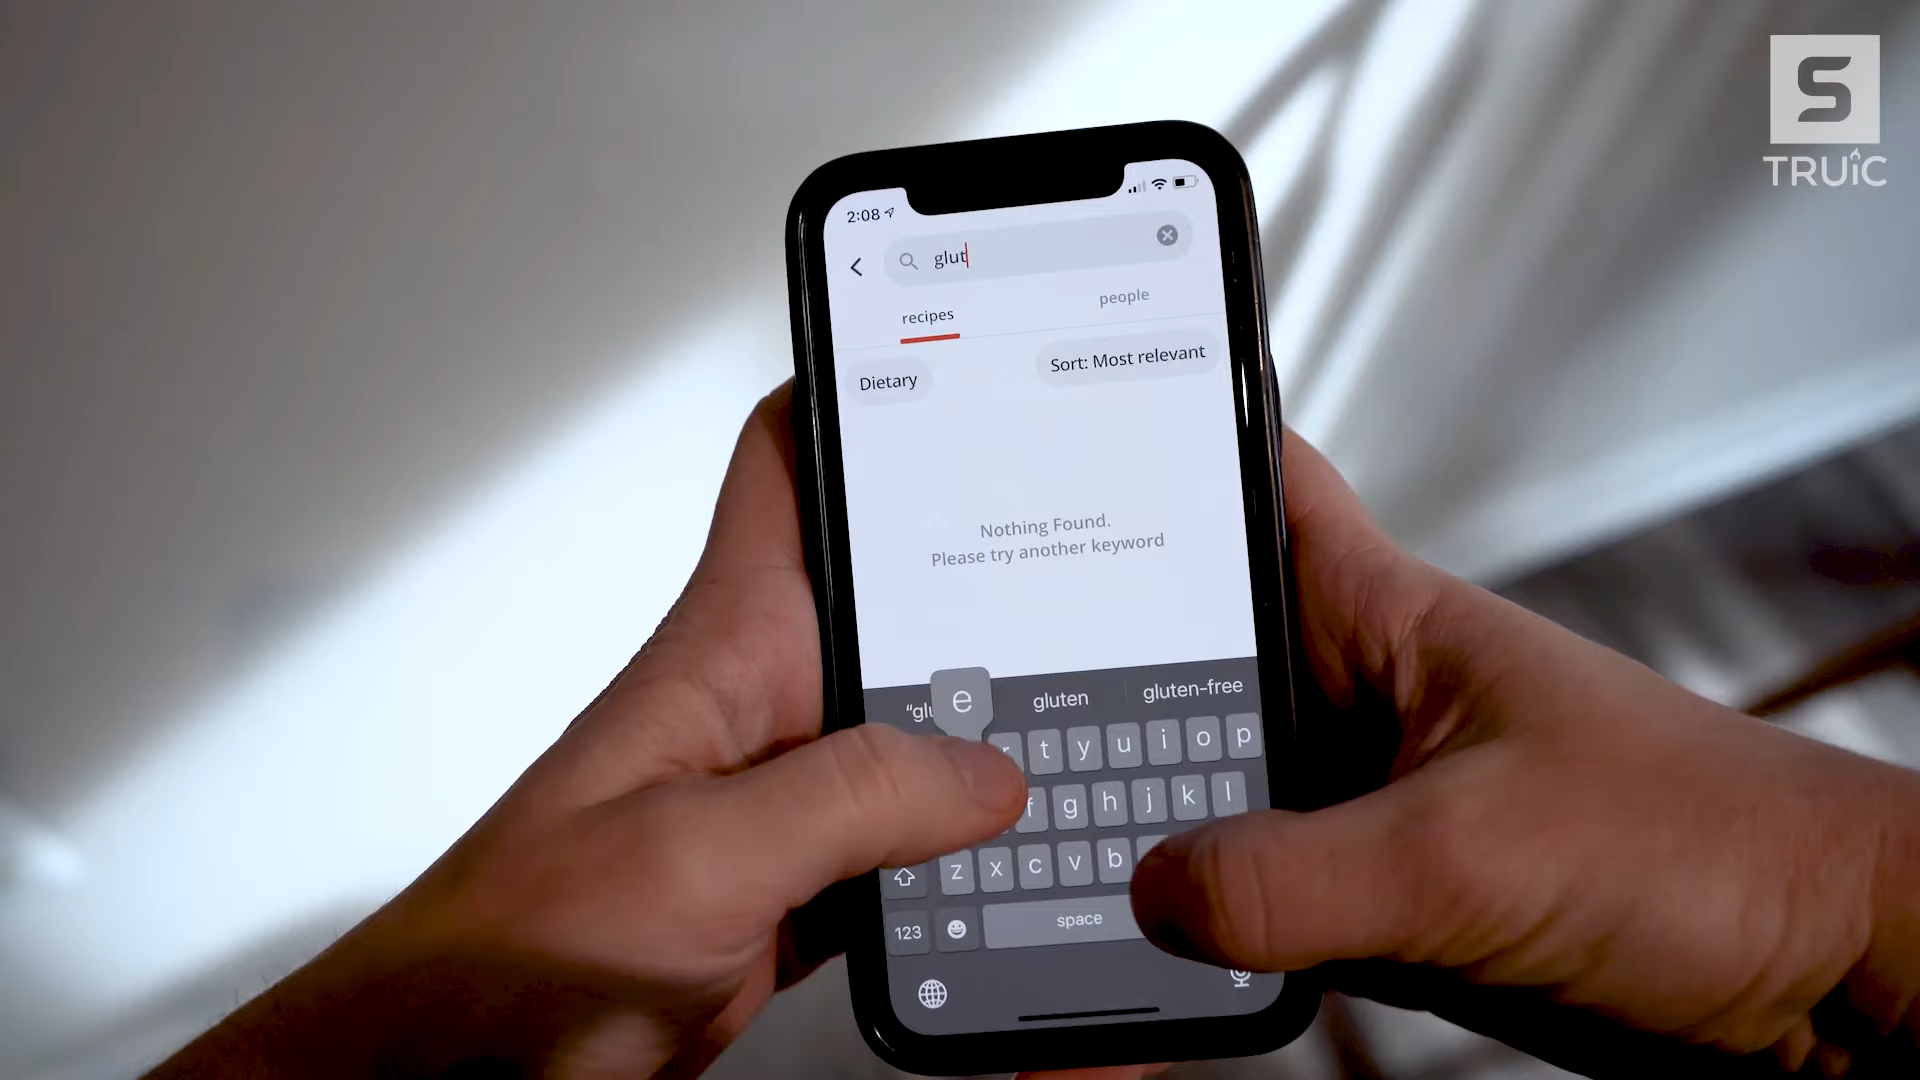 S
TRUiC
2:08
glut
recipes people
Dietary Sort: Most relevant
Nothing Found.
Please try another keyword
e gluten gluten-free
t y u i o p
f g h j k l
z x c v b
123 space